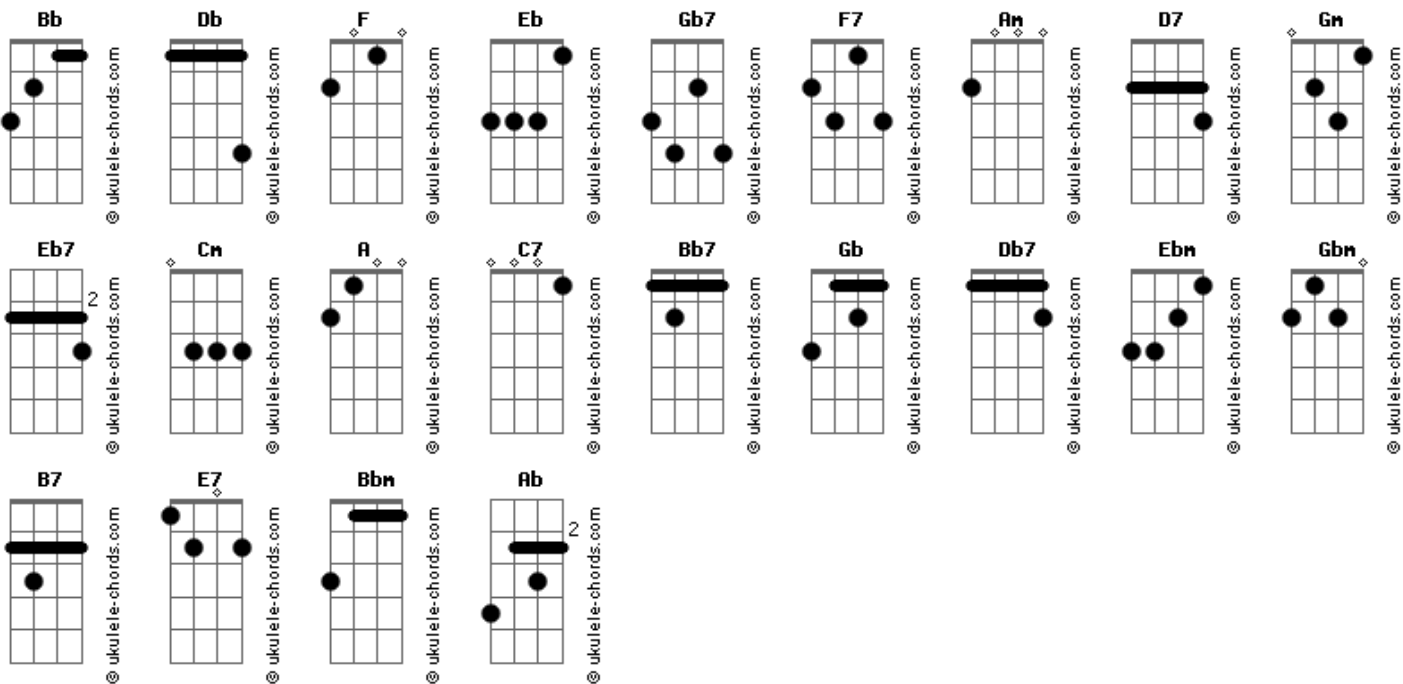 Bb Db F Eb Gb7 F7 Am D7 Gm
© ukulele-chords.com © ukulele-chords.com © ukulele-chords.com © ukulele-chords.com © ukulele-chords.com © ukulele-chords.com © ukulele-chords.com © ukulele-chords.com © ukulele-chords.com
Eb7 Cm A C7 Bb7 Gb Db7 Ebm Gbm
2
© ukulele-chords.com © ukulele-chords.com © ukulele-chords.com © ukulele-chords.com © ukulele-chords.com © ukulele-chords.com © ukulele-chords.com © ukulele-chords.com © ukulele-chords.com
B7 E7 Bbm Ab
2
© ukulele-chords.com © ukulele-chords.com © ukulele-chords.com © ukulele-chords.com